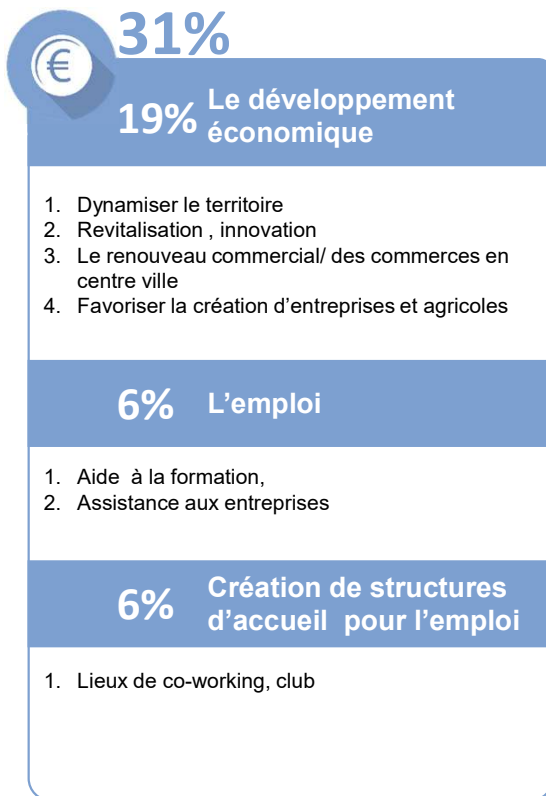 31%
€
19% Le développement
économique
1. Dynamiser le territoire
2. Revitalisation , innovation
3. Le renouveau commercial/ des commerces en
centre ville
4. Favoriser la création d’entreprises et agricoles
6% L’emploi
1. Aide à la formation,
2. Assistance aux entreprises
6% Création de structures
d’accueil pour l’emploi
1. Lieux de co-working, club